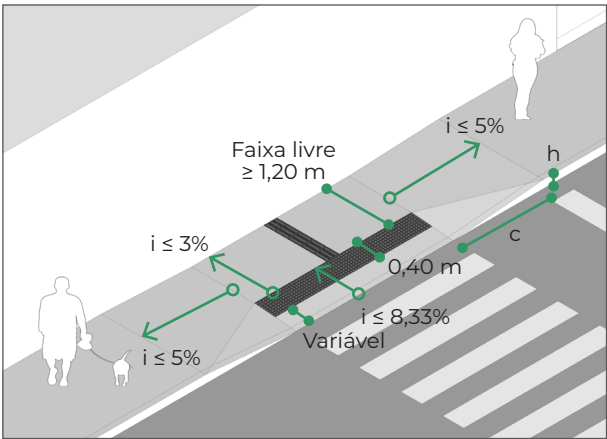 i ≤ 5%
Faixa livre
≥ 1,20 m
h
i ≤ 3%
c
0,40 m
i ≤ 8,33%
Variável
i ≤ 5%